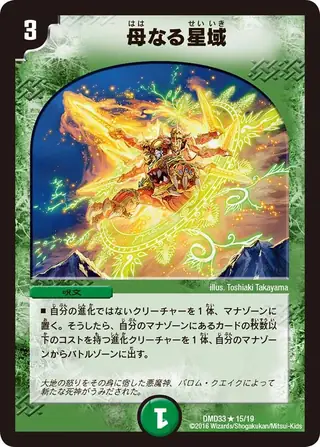 3
はは せいいき
母なる星域
illus. Toshiaki Takayama
呪文
■ 自分の進化ではないクリーチャーを1体、マナゾーンに
置く。そうしたら、自分のマナゾーンにあるカードの枚数以
下のコストを持つ進化クリーチャーを1体、自分のマナゾ
ーンからバトルゾーンに出す。
大地の怒りをその身に宿した悪魔神、バロム・クエイクによって
新たな死神がうみだされた。
1
DMD33 ★ 15/19
©2016 Wizards/Shogakukan/Mitsui-Kids